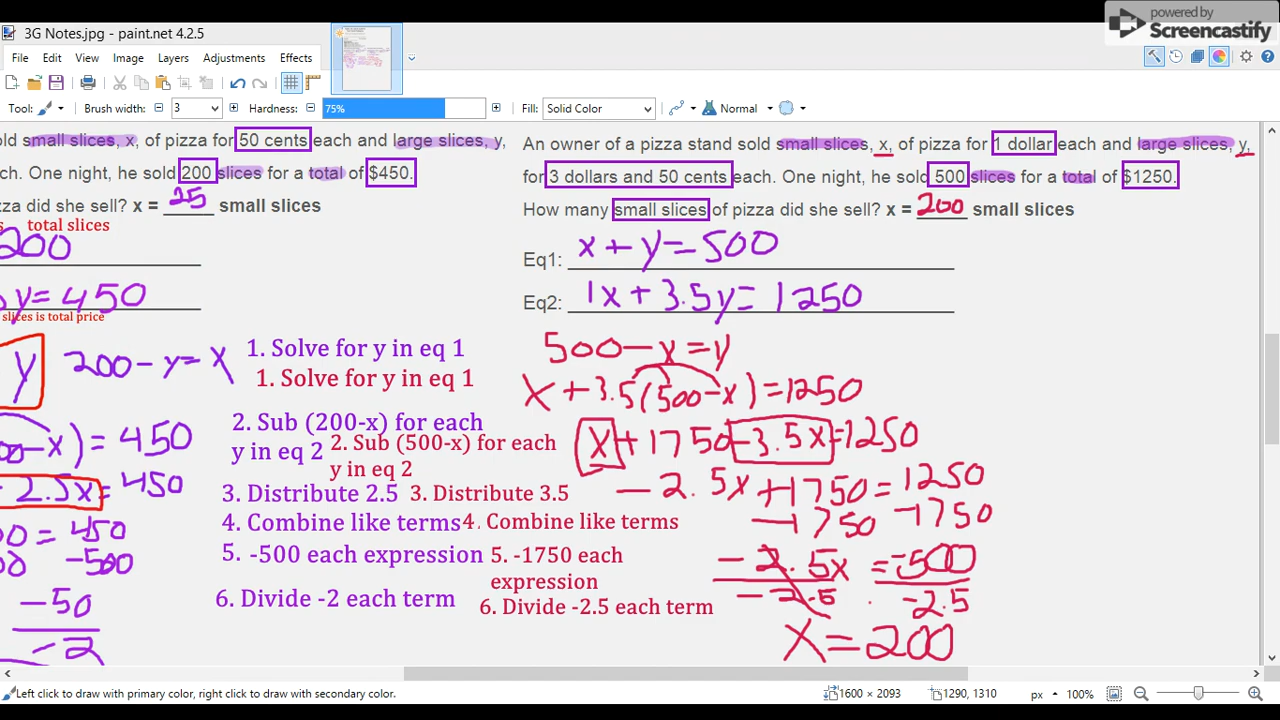 powered by
Screencastify
3G Notes.jpg - paint.net 4.2.5
File Edit View Image Layers Adjustments Effects
Tool: Brush width: 3 Hardness: 75% Fill: Solid Color Normal
old small slices, x, of pizza for 50 cents each and large slices, y,
ch. One night, he sold 200 slices for a total of $450.
zza did she sell? x = 25 small slices
s total slices
200
y = 450
slices is total price
y 200 - y = x
x) = 450
- 2.5x = 450
00 = 450
-500
-50
-2
1. Solve for y in eq 1
1. Solve for y in eq 1
2. Sub (200-x) for each
y in eq 2
2. Sub (500-x) for each
y in eq 2
3. Distribute 2.5 3. Distribute 3.5
4. Combine like terms 4. Combine like terms
5. -500 each expression 5. -1750 each
expression
6. Divide -2 each term 6. Divide -2.5 each term
An owner of a pizza stand sold small slices, x, of pizza for 1 dollar each and large slices, y,
for 3 dollars and 50 cents each. One night, he sold 500 slices for a total of $1250.
How many small slices of pizza did she sell? x = 200 small slices
Eq1: x + y = 500
Eq2: 1x + 3.5y = 1250
500 - x = y
x + 3.5(500 - x) = 1250
x + 1750 - 3.5x = 1250
- 2.5x + 1750 = 1250
-1750 -1750
- 2.5x = -500
-2.5 -2.5
x = 200
Left click to draw with primary color, right click to draw with secondary color. 1600 × 2093 1290, 1310 px 100%